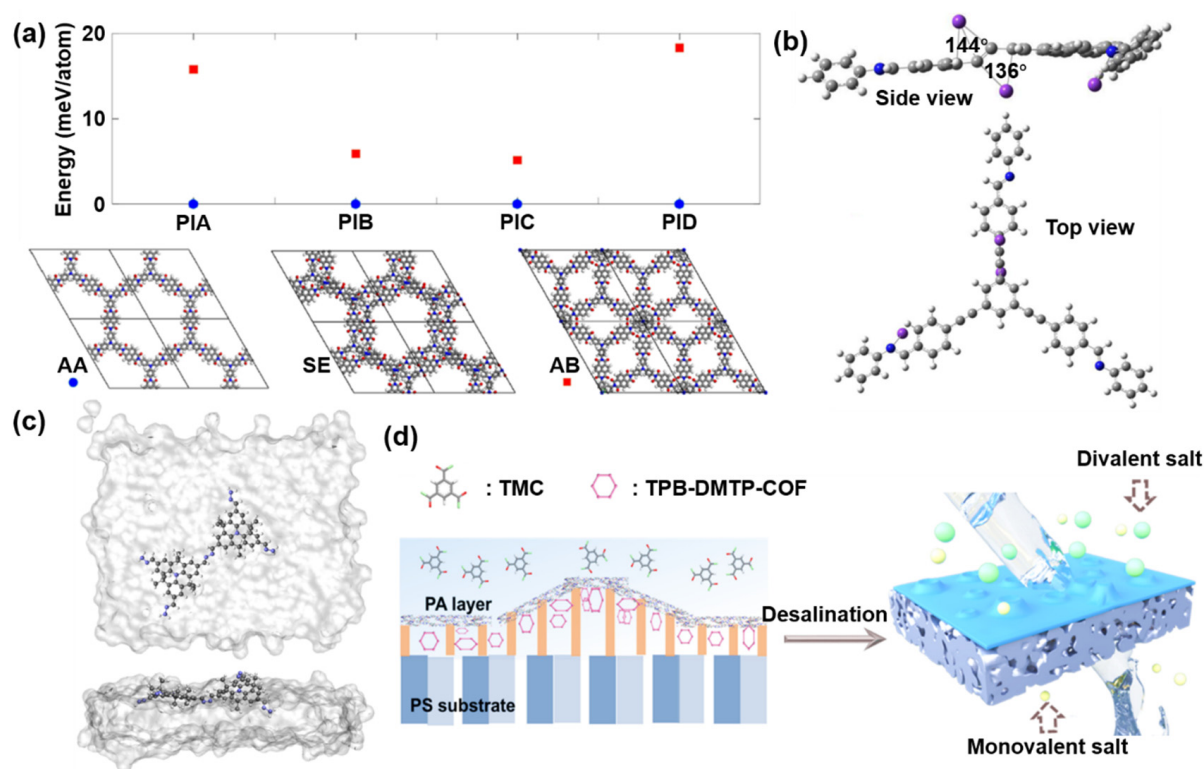 (a)
Energy (meV/atom)
20
10
0
PIA PIB PIC PID
AA
SE
AB
(b)
144°
136°
Side view
Top view
(c)
(d)
: TMC
: TPB-DMTP-COF
PA layer
PS substrate
Desalination
Divalent salt
Monovalent salt